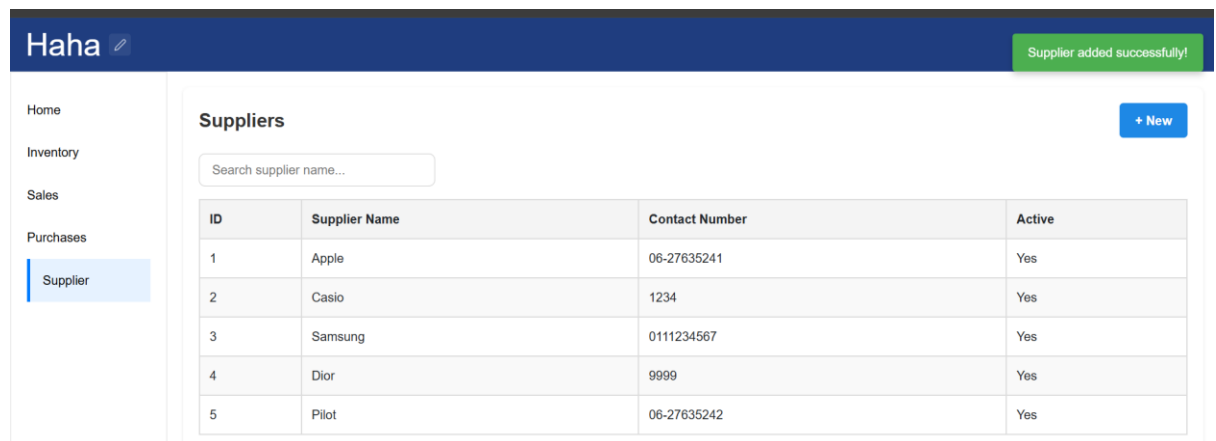 Haha
Supplier added successfully!
Home
Inventory
Sales
Purchases
Supplier
Suppliers
+ New
Search supplier name...
ID Supplier Name Contact Number Active
1 Apple 06-27635241 Yes
2 Casio 1234 Yes
3 Samsung 0111234567 Yes
4 Dior 9999 Yes
5 Pilot 06-27635242 Yes